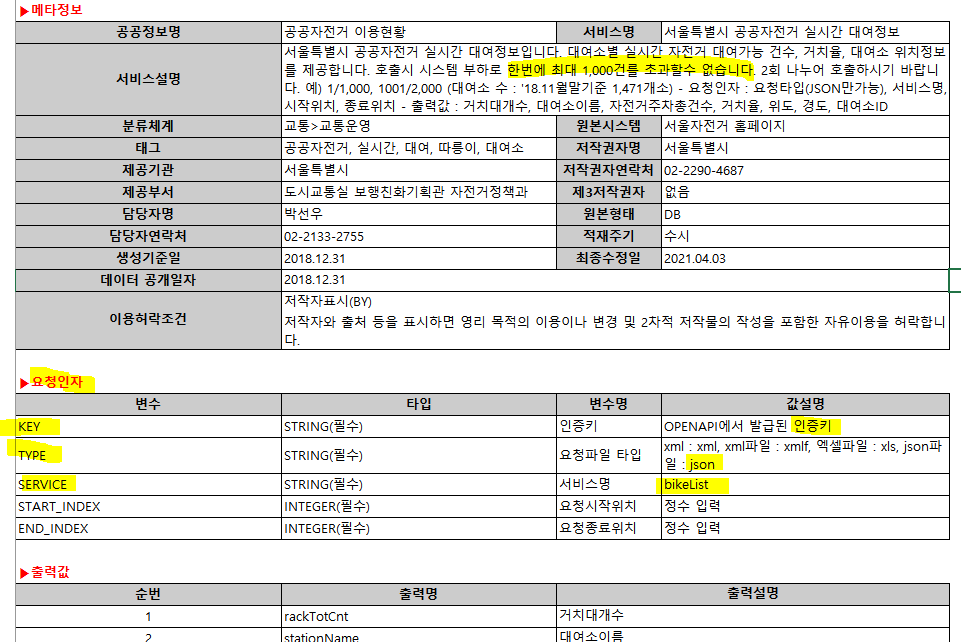 ▶메타정보
공공정보명 공공자전거 이용현황 서비스명 서울특별시 공공자전거 실시간 대여정보
서비스설명
서울특별시 공공자전거 실시간 대여정보입니다. 대여소별 실시간 자전거 대여가능 건수, 거치율, 대여소 위치정보
를 제공합니다. 호출시 시스템 부하로 한번에 최대 1,000건를 초과할수 없습니다. 2회 나누어 호출하시기 바랍니
다. 예) 1/1,000, 1001/2,000 (대여소 수 : '18.11월말기준 1,471개소) - 요청인자 : 요청타입(JSON만가능), 서비스명,
시작위치, 종료위치 - 출력값 : 거치대개수, 대여소이름, 자전거주차총건수, 거치율, 위도, 경도, 대여소ID
분류체계 교통>교통운영 원본시스템 서울자전거 홈페이지
태그 공공자전거, 실시간, 대여, 따릉이, 대여소 저작권자명 서울특별시
제공기관 서울특별시 저작권자연락처 02-2290-4687
제공부서 도시교통실 보행친화기획관 자전거정책과 제3저작권자 없음
담당자명 박선우 원본형태 DB
담당자연락처 02-2133-2755 적재주기 수시
생성기준일 2018.12.31 최종수정일 2021.04.03
데이터 공개일자 2018.12.31
이용허락조건
저작자표시(BY)
저작자와 출처 등을 표시하면 영리 목적의 이용이나 변경 및 2차적 저작물의 작성을 포함한 자유이용을 허락합니
다.
▶요청인자
변수 타입 변수명 값설명
KEY STRING(필수) 인증키 OPENAPI에서 발급된 인증키
TYPE STRING(필수) 요청파일 타입 xml : xml, xml파일 : xmlf, 엑셀파일 : xls, json파
일 : json
SERVICE STRING(필수) 서비스명 bikeList
START_INDEX INTEGER(필수) 요청시작위치 정수 입력
END_INDEX INTEGER(필수) 요청종료위치 정수 입력
▶출력값
순번 출력명 출력설명
1 rackTotCnt 거치대개수
2 stationName 대여소이름